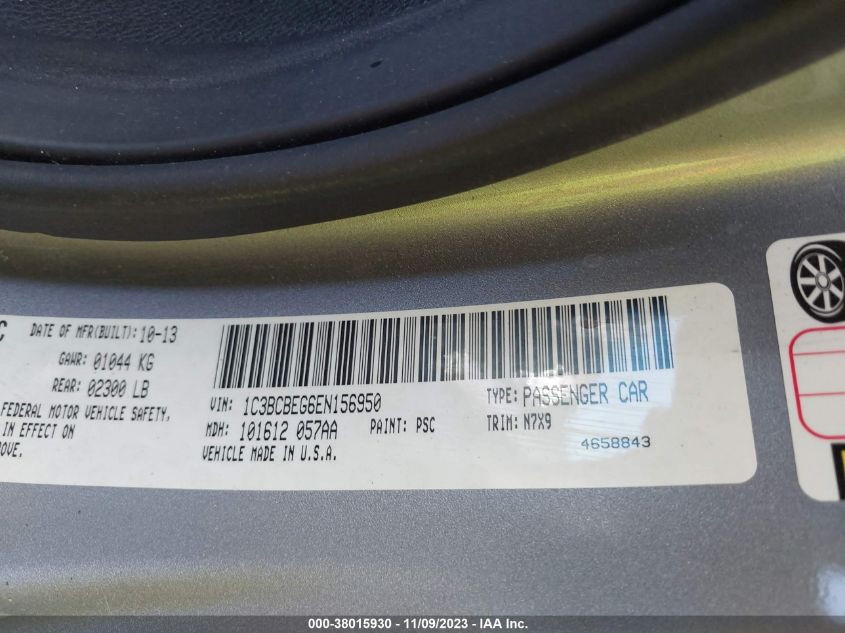 C DATE OF MFR(BUILT): 10-13
GAWR: 01044 KG
REAR: 02300 LB
FEDERAL MOTOR VEHICLE SAFETY,
IN EFFECT ON
OVE.
VIN: 1C3BCBEG6EN156950
TYPE: PASSENGER CAR
MDH: 101612 057AA PAINT: PSC
TRIM: N7X9
VEHICLE MADE IN U.S.A.
4658843
000-38015930 - 11/09/2023 - IAA Inc.